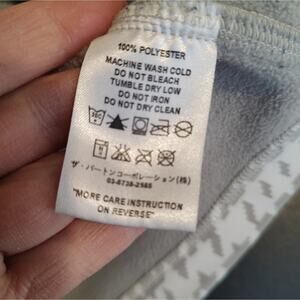 100% POLYESTER
MACHINE WASH COLD
DO NOT BLEACH
TUMBLE DRY LOW
DO NOT IRON
DO NOT DRY CLEAN
ザ・バートンコーポレーション(株)
03-6738-2565
"MORE CARE INSTRUCTION
ON REVERSE"